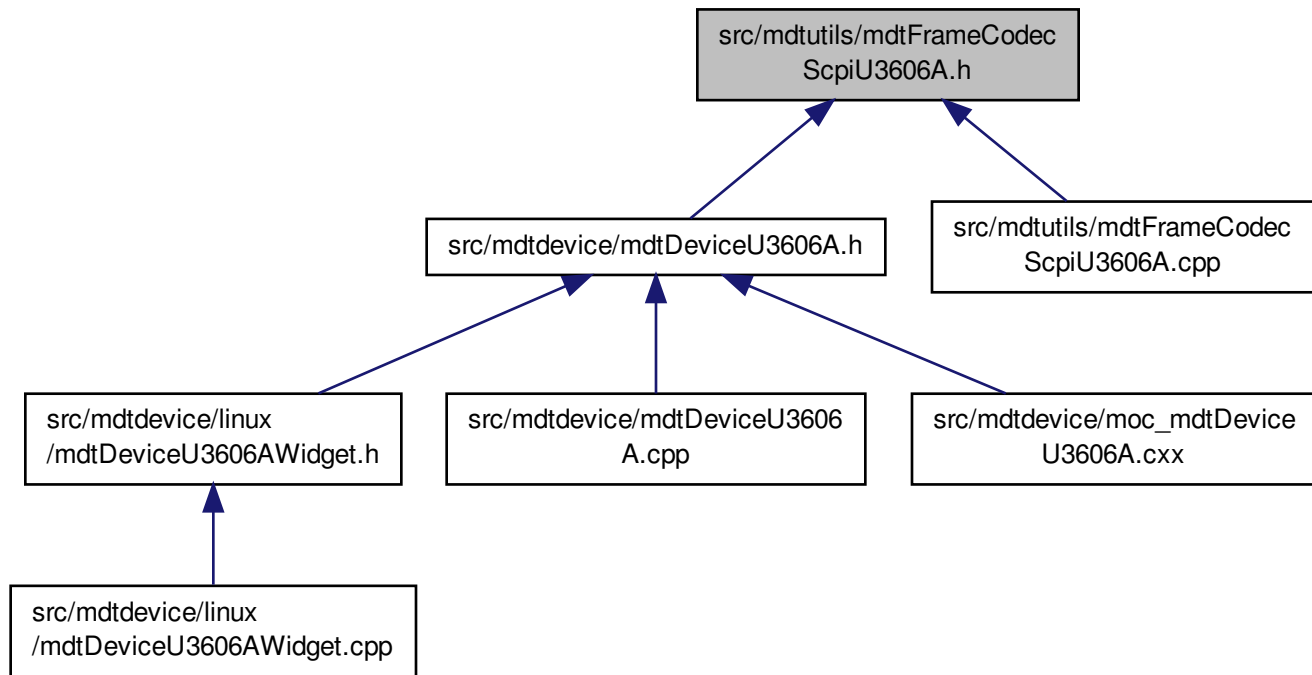 src/mdtutils/mdtFrameCodec
ScpiU3606A.h
src/mdtdevice/mdtDeviceU3606A.h
src/mdtutils/mdtFrameCodec
ScpiU3606A.cpp
src/mdtdevice/linux
/mdtDeviceU3606AWidget.h
src/mdtdevice/mdtDeviceU3606
A.cpp
src/mdtdevice/moc_mdtDevice
U3606A.cxx
src/mdtdevice/linux
/mdtDeviceU3606AWidget.cpp